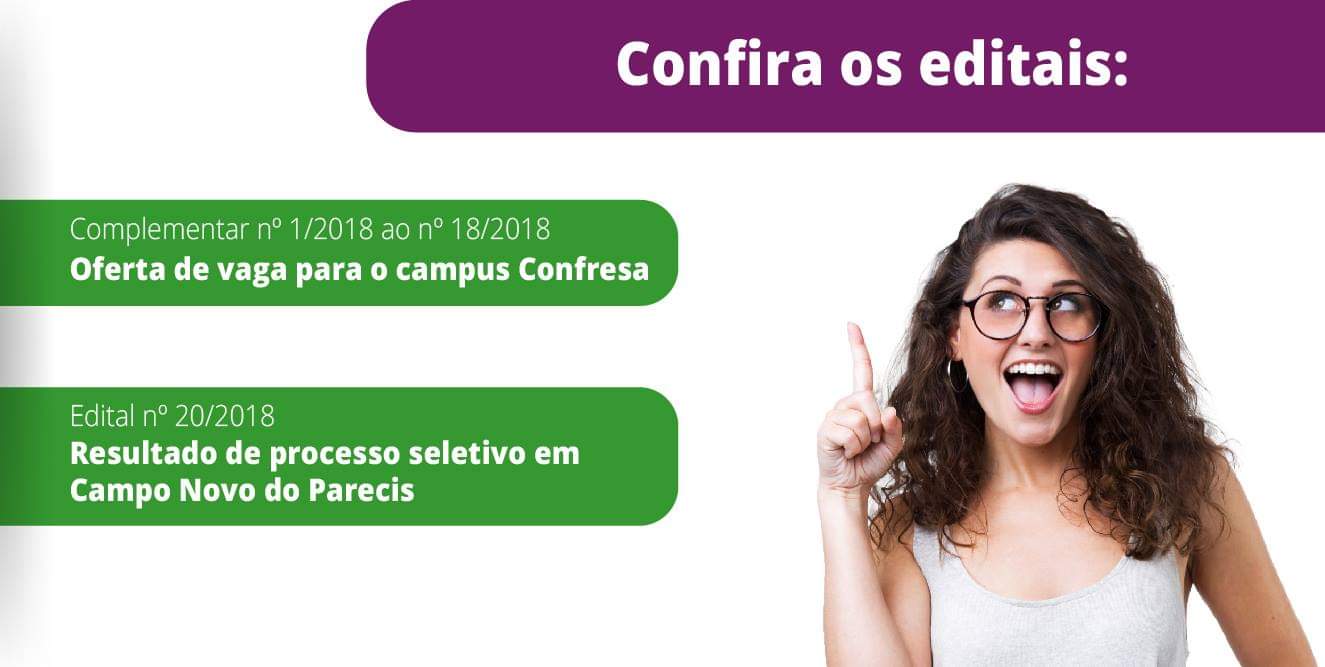 Confira os editais:
Complementar nº 1/2018 ao nº 18/2018
Oferta de vaga para o campus Confresa
Edital nº 20/2018
Resultado de processo seletivo em
Campo Novo do Parecis